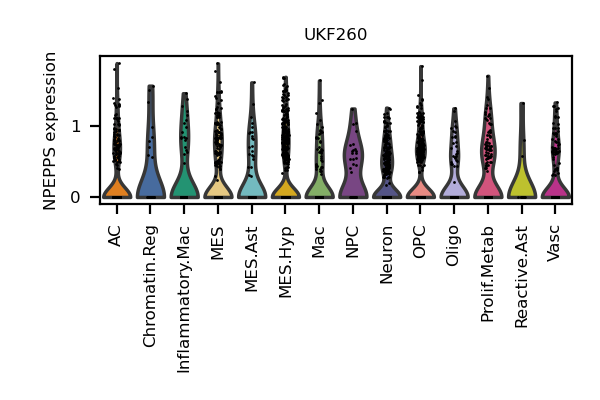 UKF260
NPEPPS expression
1
0
AC
Chromatin.Reg
Inflammatory.Mac
MES
MES.Ast
MES.Hyp
Mac
NPC
Neuron
OPC
Oligo
Prolif.Metab
Reactive.Ast
Vasc